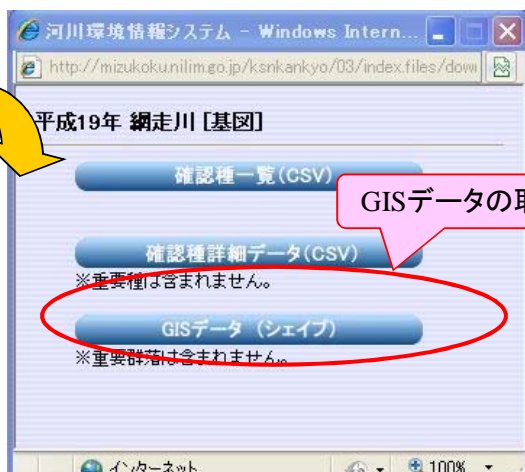 河川環境情報システム - Windows Intern...
http://mizukoku.nilim.go.jp/ksnkankyo/03/index.files/down
平成19年 網走川 [基図]
確認種一覧(CSV)
GISデータの取
確認種詳細データ(CSV)
※重要種は含まれません。
GISデータ (シェイプ)
※重要群落は含まれません。
インターネット
100%